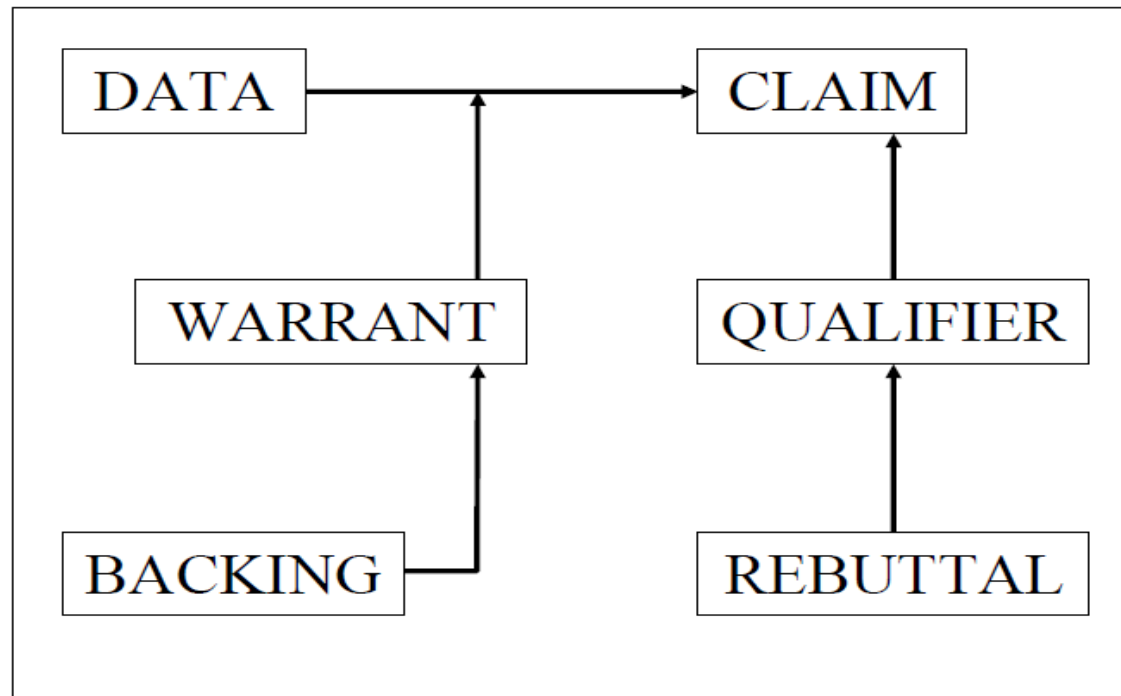 DATA
CLAIM
WARRANT
QUALIFIER
BACKING
REBUTTAL